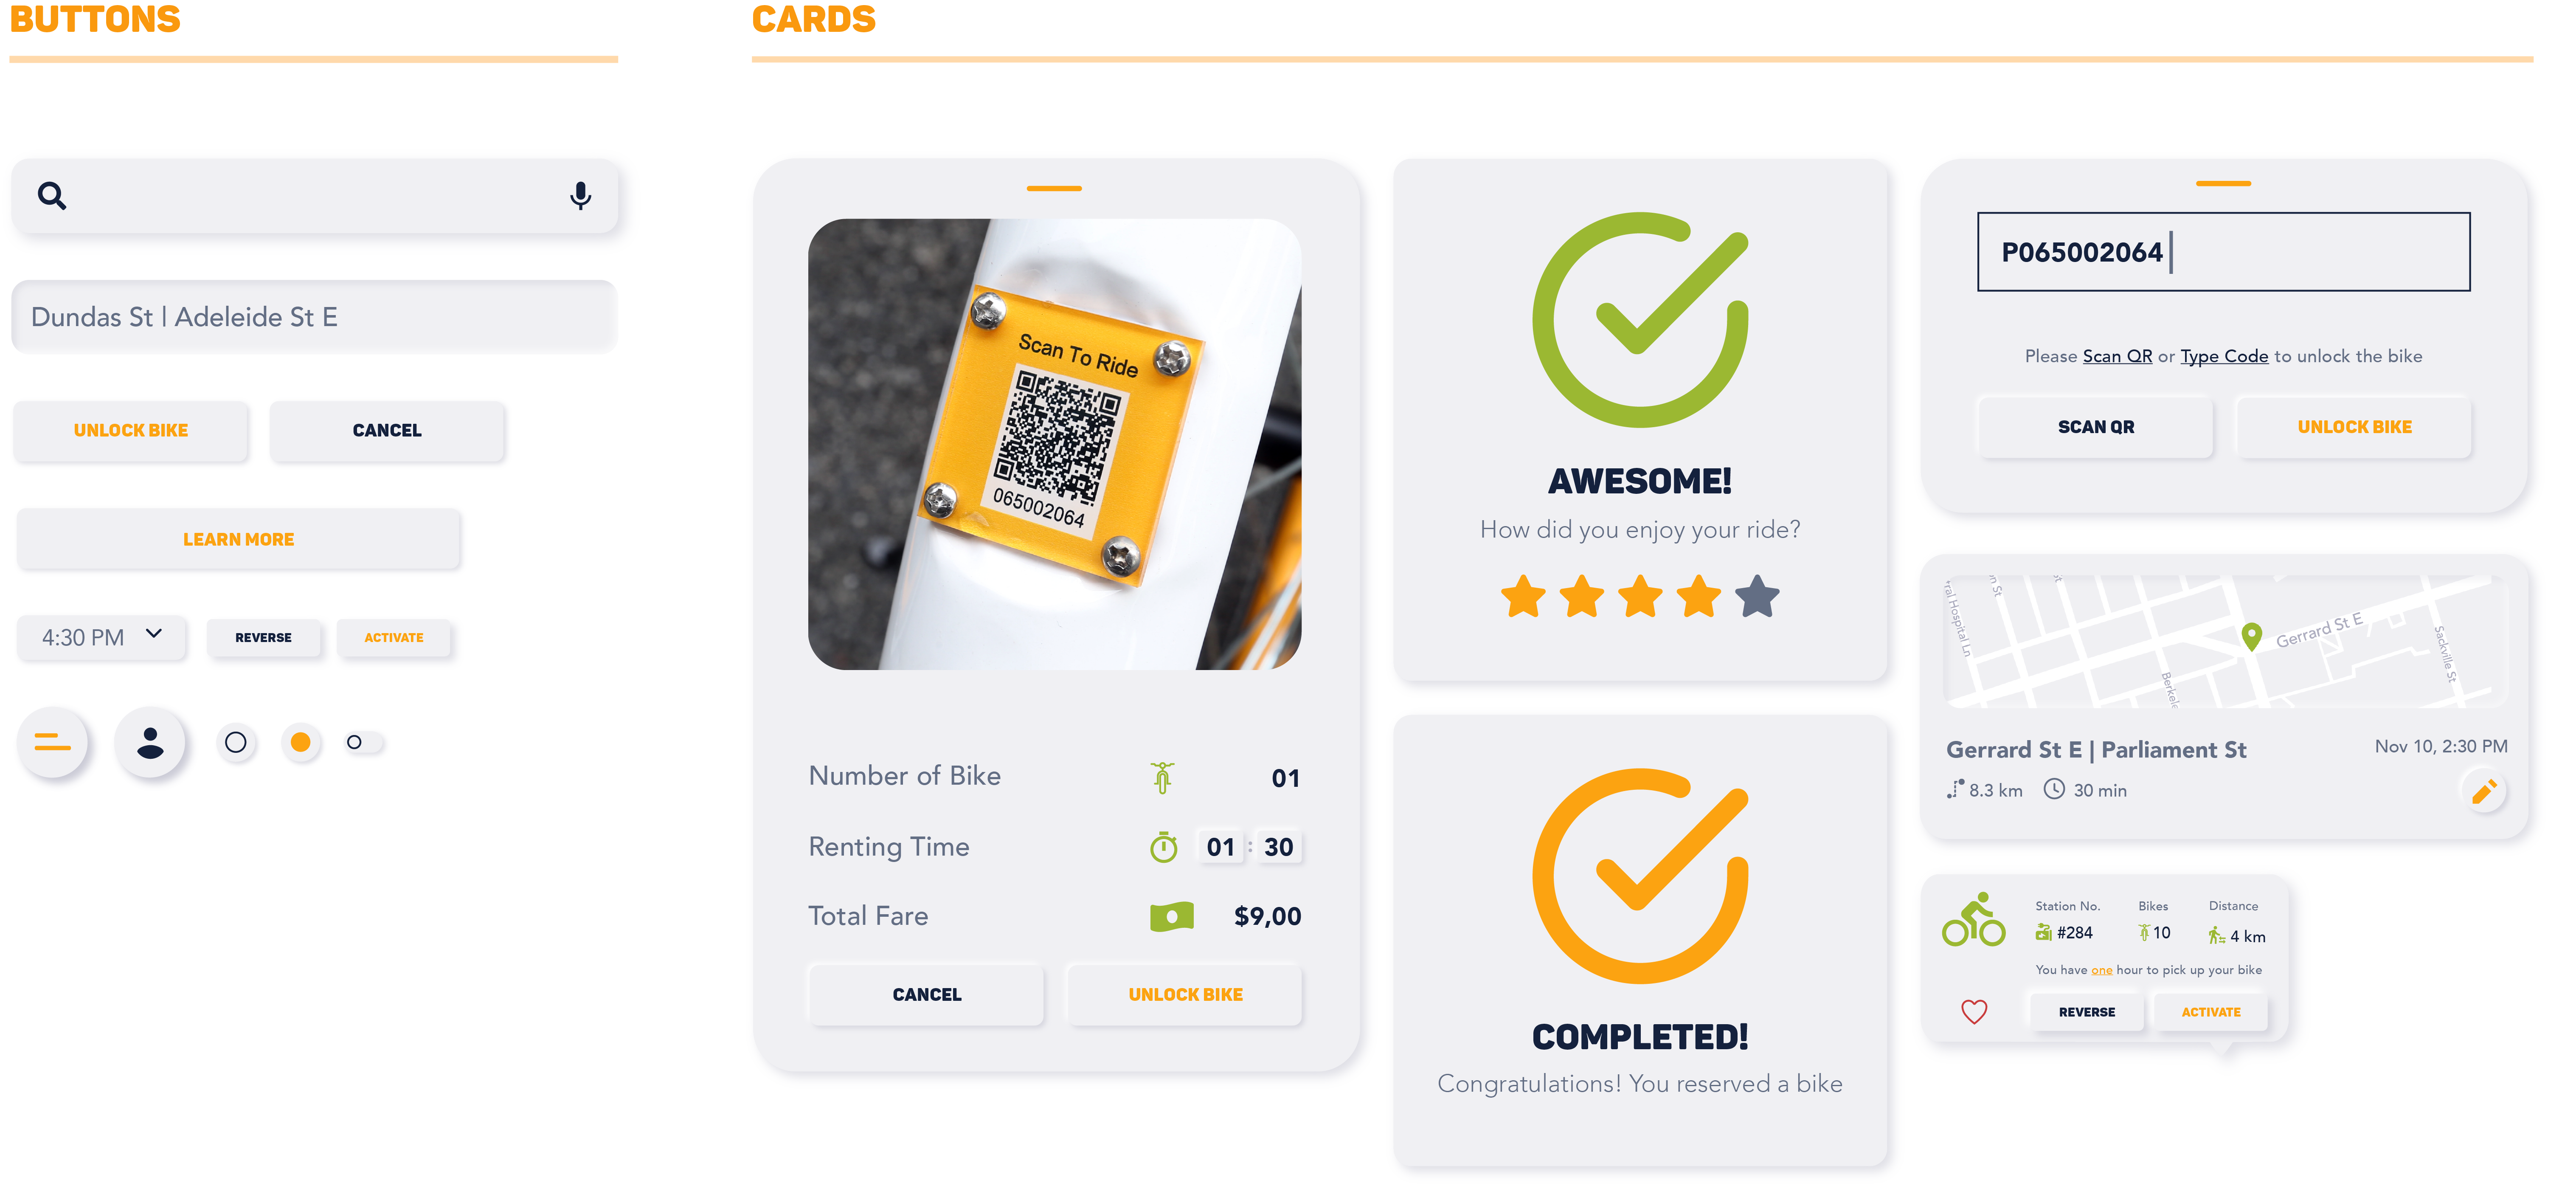 BUTTONS
Dundas St | Adeleide St E
UNLOCK BIKE
CANCEL
LEARN MORE
4:30 PM
REVERSE
ACTIVATE
CARDS
Scan To Ride
065002064
Number of Bike
01
Renting Time
01 : 30
Total Fare
$9,00
CANCEL
UNLOCK BIKE
AWESOME!
How did you enjoy your ride?
COMPLETED!
Congratulations! You reserved a bike
P065002064
Please Scan QR or Type Code to unlock the bike
SCAN QR
UNLOCK BIKE
Hospital Ln
St
Gerrard St E
Sackville St
Gerrard St E | Parliament St
Nov 10, 2:30 PM
8.3 km
30 min
Station No.
Bikes
Distance
#284
10
4 km
You have one hour to pick up your bike
REVERSE
ACTIVATE